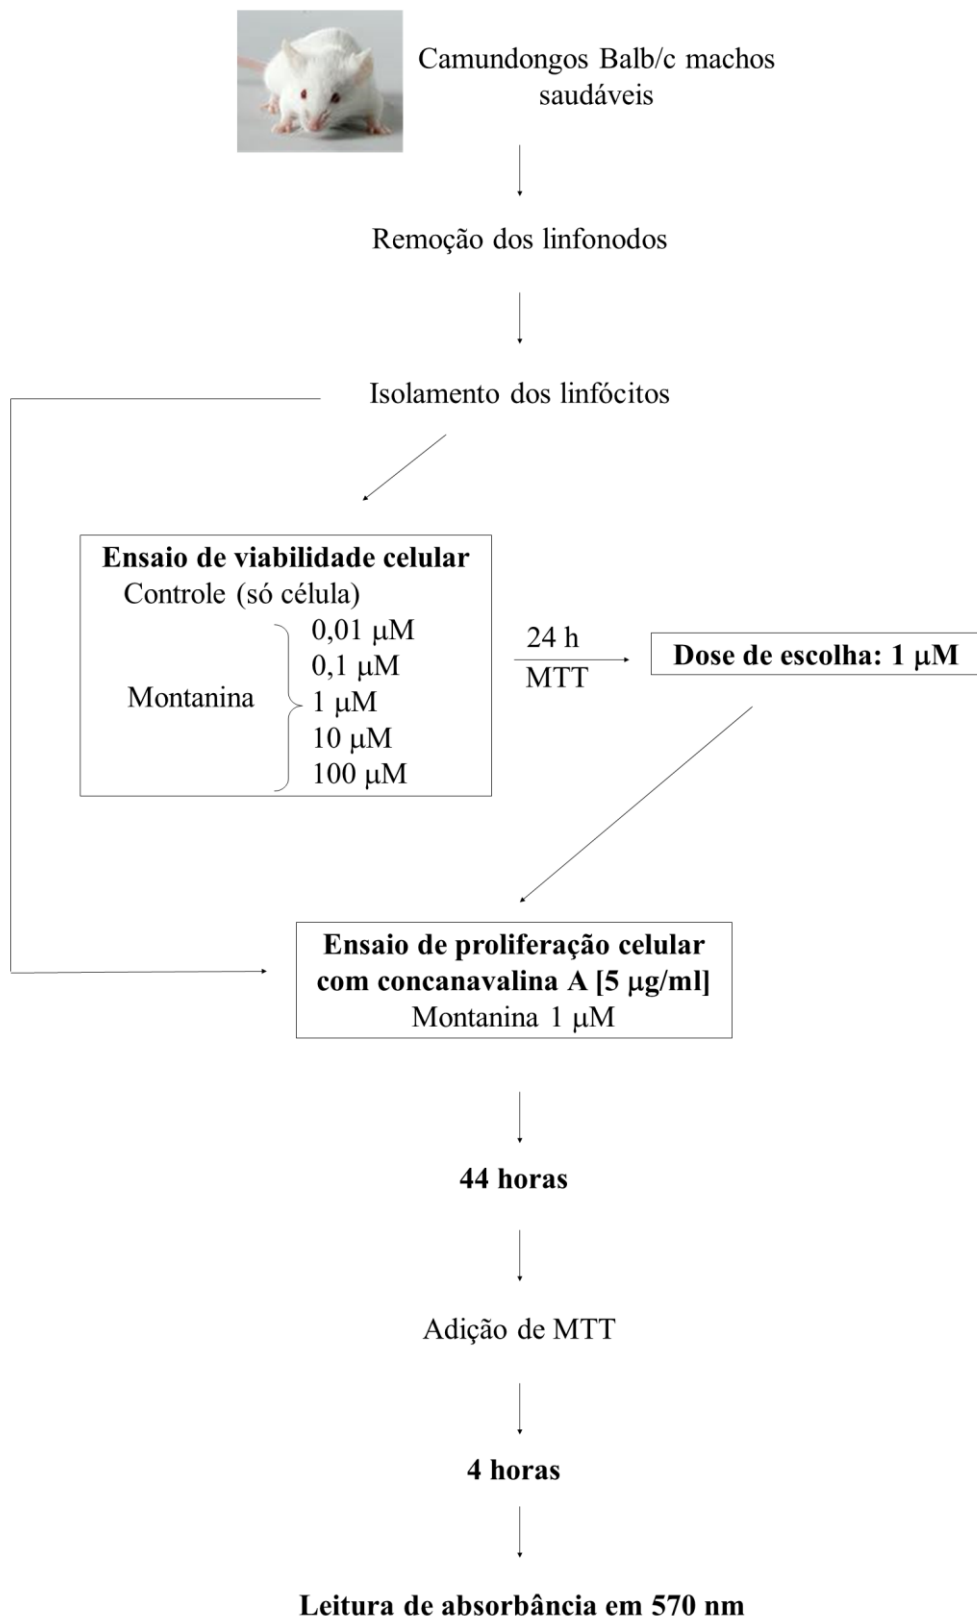 Camundongos Balb/c machos
saudáveis
Remoção dos linfonodos
Isolamento dos linfócitos
Ensaio de viabilidade celular
Controle (só célula)
0,01 μM
0,1 μM
Montanina
1 μM
10 μM
100 μM
24 h
MTT
Dose de escolha: 1 μM
Ensaio de proliferação celular
com concanavalina A [5 μg/ml]
Montanina 1 μM
44 horas
Adição de MTT
4 horas
Leitura de absorbância em 570 nm